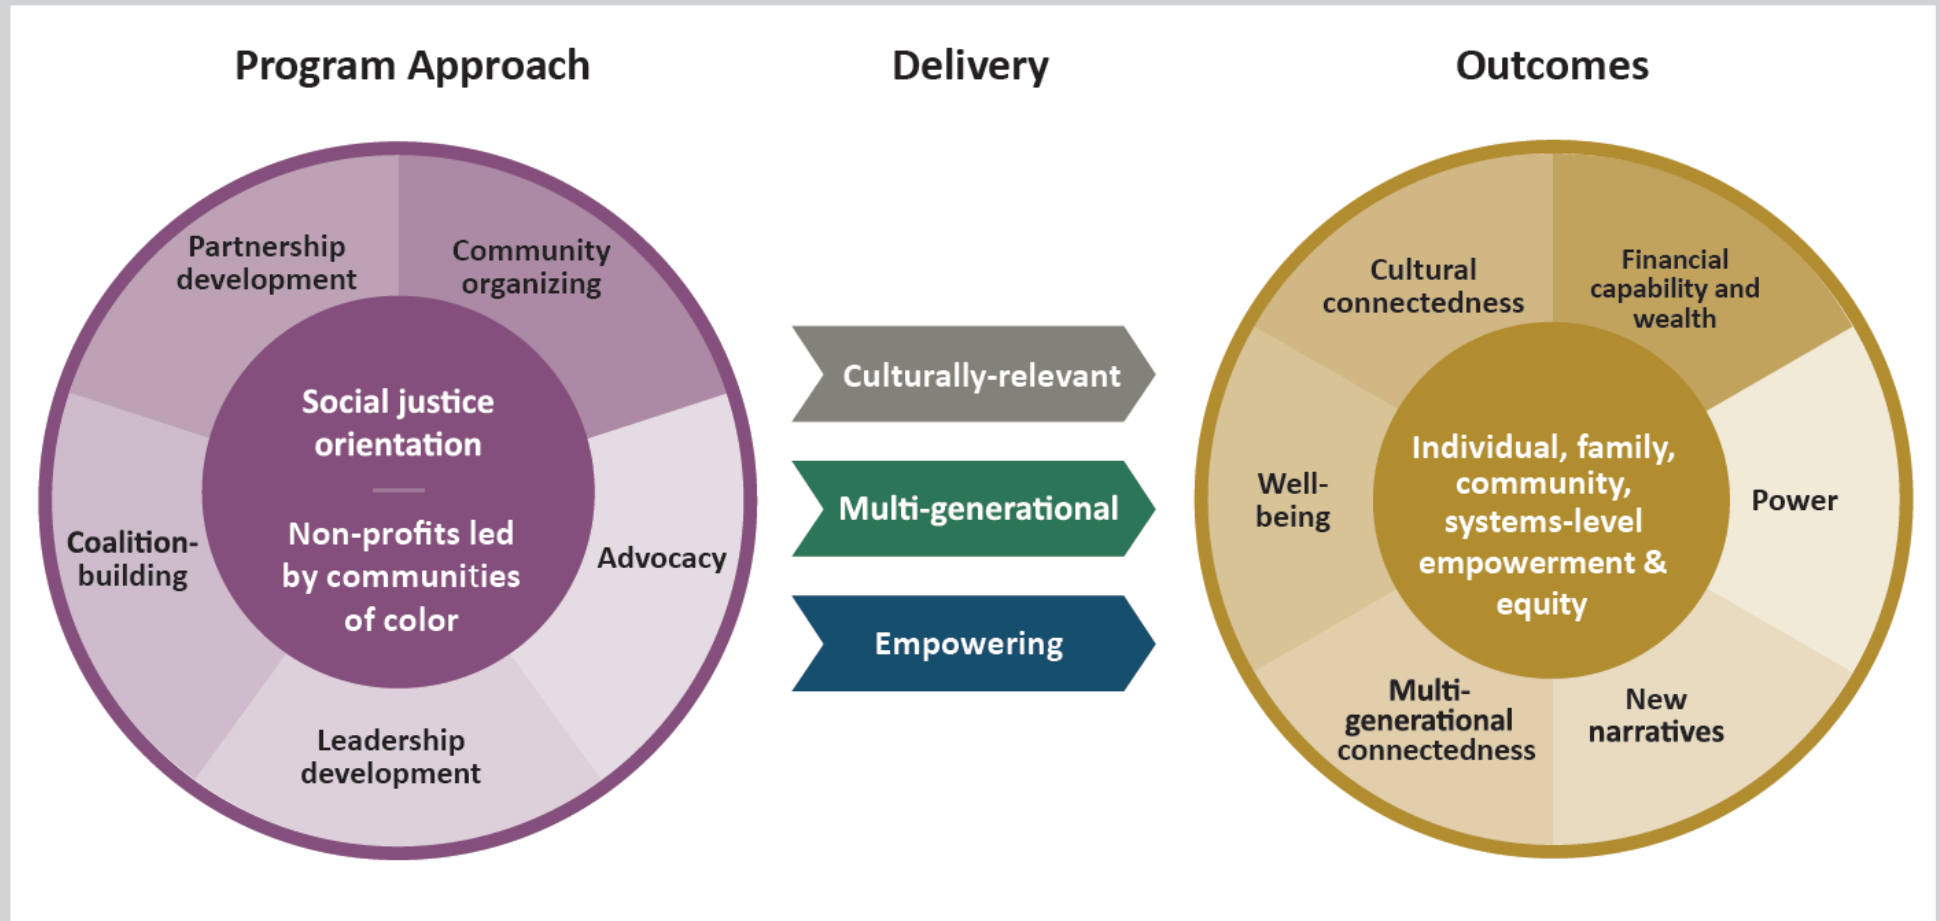 Program Approach
Delivery
Outcomes
Partnership
development
Community
organizing
Social justice
orientation
Non-profits led
by communities
of color
Coalition-
building
Advocacy
Leadership
development
Culturally-relevant
Multi-generational
Empowering
Cultural
connectedness
Financial
capability and
wealth
Well-
being
Individual, family,
community,
systems-level
empowerment &
equity
Power
Multi-
generational
connectedness
New
narratives